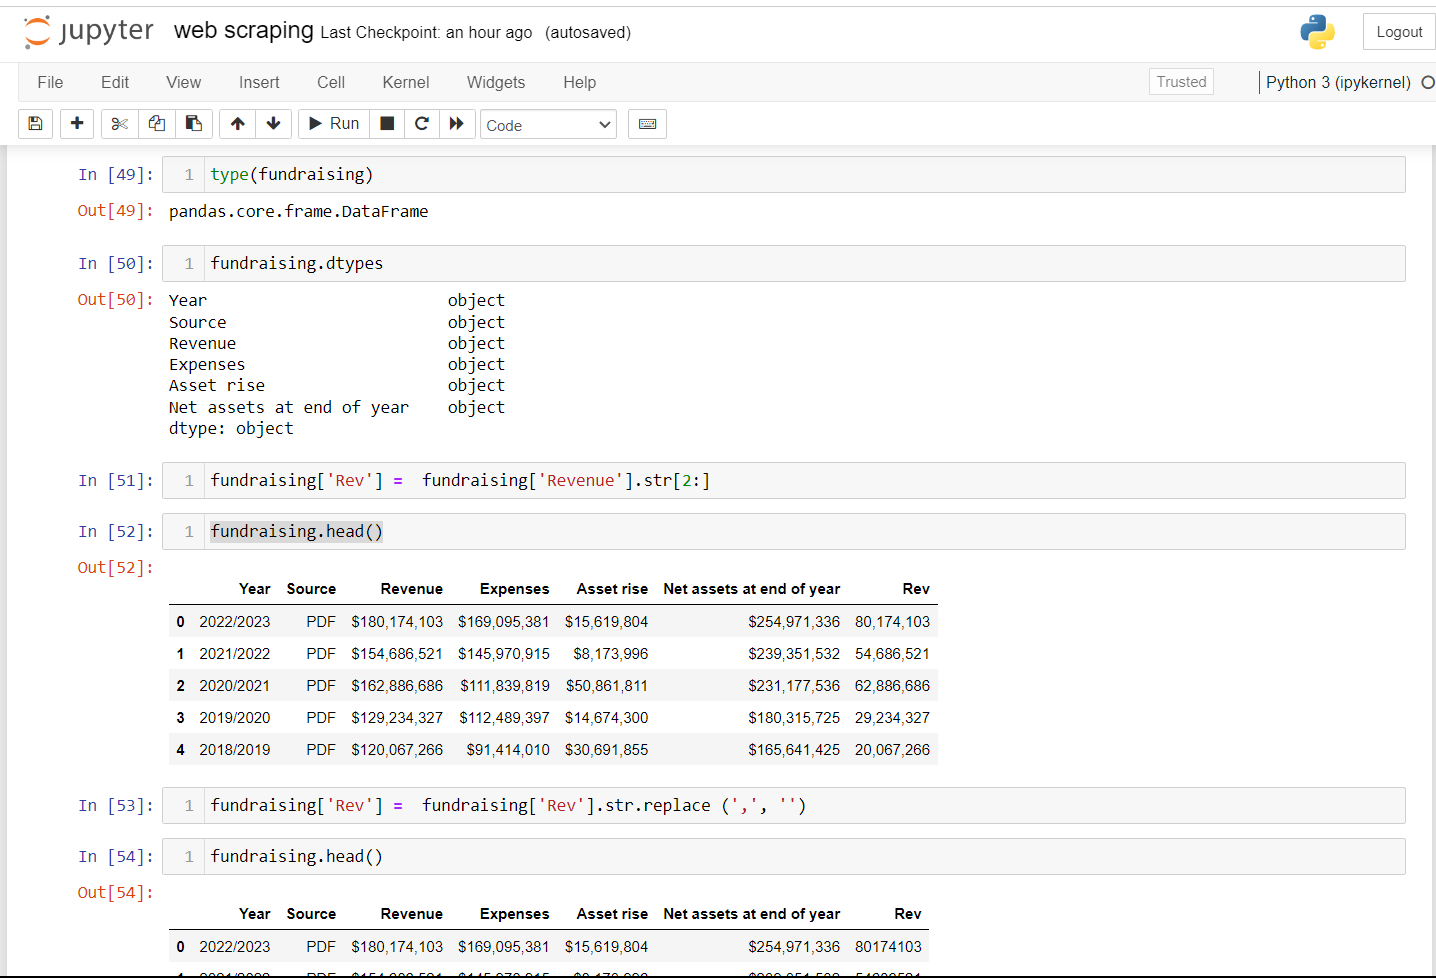 jupyter web scraping Last Checkpoint: an hour ago (autosaved)
Logout
File Edit View Insert Cell Kernel Widgets Help
Trusted Python 3 (ipykernel)
Run Code
In [49]: 1 type(fundraising)
Out[49]: pandas.core.frame.DataFrame
In [50]: 1 fundraising.dtypes
Out[50]: Year object
Source object
Revenue object
Expenses object
Asset rise object
Net assets at end of year object
dtype: object
In [51]: 1 fundraising['Rev'] = fundraising['Revenue'].str[2:]
In [52]: 1 fundraising.head()
Out[52]:
Year Source Revenue Expenses Asset rise Net assets at end of year Rev
0 2022/2023 PDF $180,174,103 $169,095,381 $15,619,804 $254,971,336 80,174,103
1 2021/2022 PDF $154,686,521 $145,970,915 $8,173,996 $239,351,532 54,686,521
2 2020/2021 PDF $162,886,686 $111,839,819 $50,861,811 $231,177,536 62,886,686
3 2019/2020 PDF $129,234,327 $112,489,397 $14,674,300 $180,315,725 29,234,327
4 2018/2019 PDF $120,067,266 $91,414,010 $30,691,855 $165,641,425 20,067,266
In [53]: 1 fundraising['Rev'] = fundraising['Rev'].str.replace (',', '')
In [54]: 1 fundraising.head()
Out[54]:
Year Source Revenue Expenses Asset rise Net assets at end of year Rev
0 2022/2023 PDF $180,174,103 $169,095,381 $15,619,804 $254,971,336 80174103